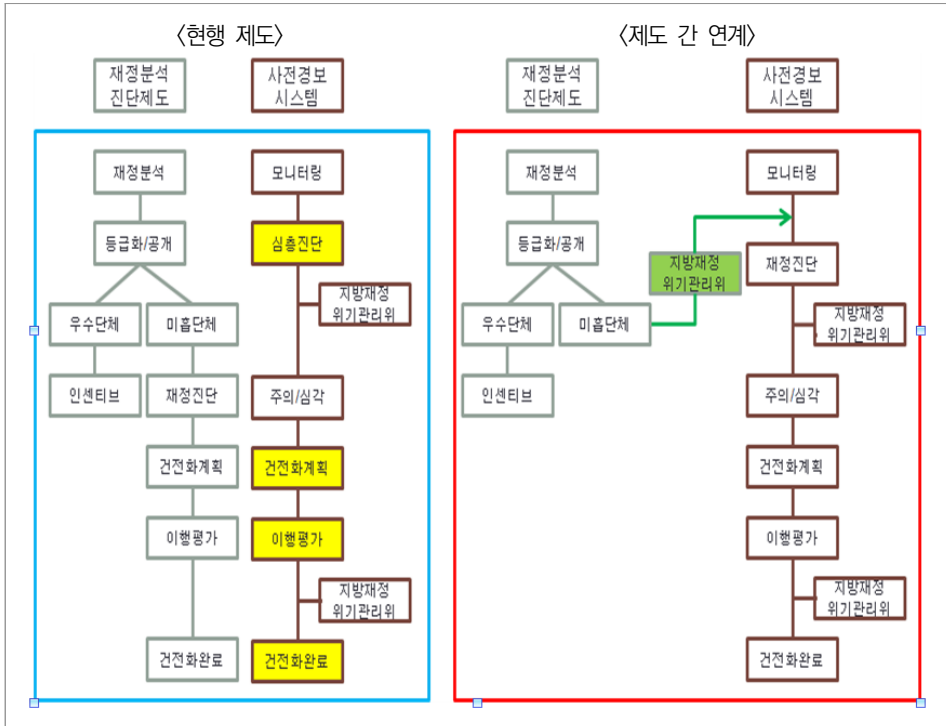 <현행 제도>
재정분석
진단제도
사전경보
시스템
재정분석
등급화/공개
우수단체
미흡단체
인센티브
재정진단
건전화계획
이행평가
건전화완료
모니터링
심층진단
지방재정
위기관리위
주의/심각
건전화계획
이행평가
지방재정
위기관리위
건전화완료
<제도 간 연계>
재정분석
진단제도
사전경보
시스템
재정분석
등급화/공개
우수단체
미흡단체
인센티브
지방재정
위기관리위
모니터링
재정진단
지방재정
위기관리위
주의/심각
건전화계획
이행평가
지방재정
위기관리위
건전화완료